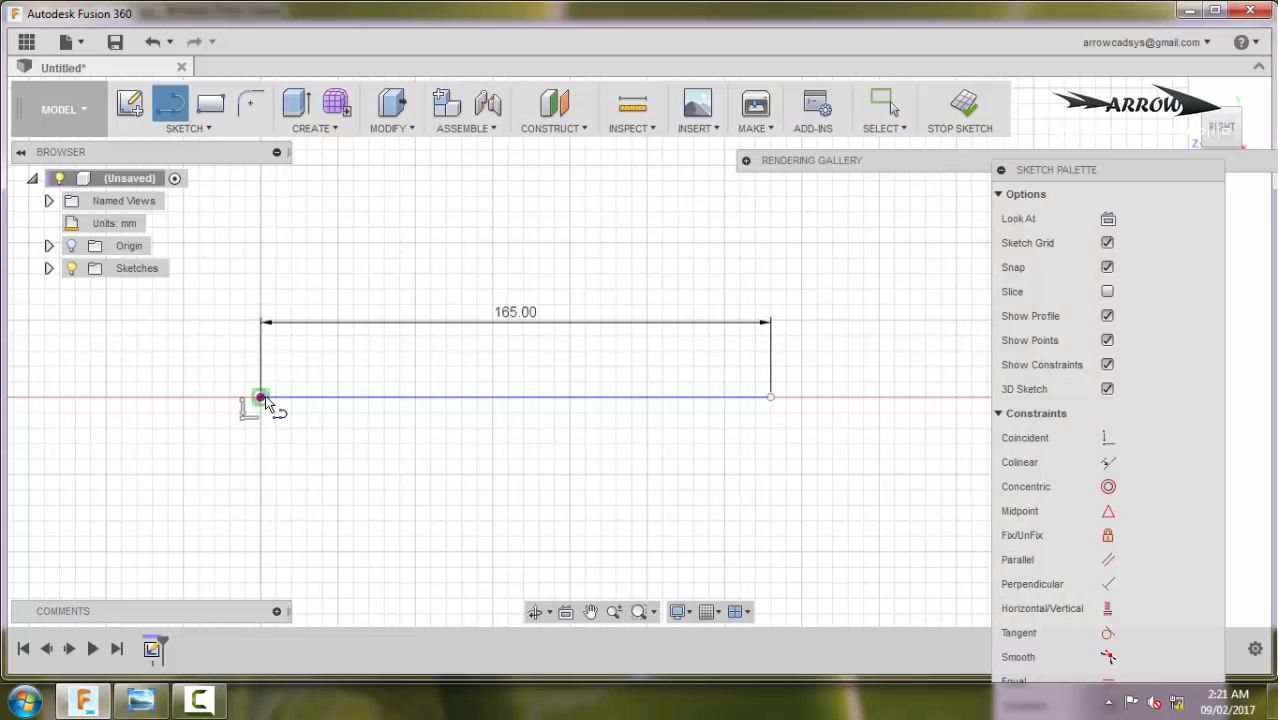 Autodesk Fusion 360
arrowcadsys@gmail.com
Untitled*
MODEL
SKETCH
CREATE
MODIFY
ASSEMBLE
CONSTRUCT
INSPECT
INSERT
MAKE
ADD-INS
SELECT
STOP SKETCH
ARROW
RIGHT
BROWSER
RENDERING GALLERY
SKETCH PALETTE
(Unsaved)
Named Views
Units: mm
Origin
Sketches
165.00
Options
Look At
Sketch Grid
Snap
Slice
Show Profile
Show Points
Show Constraints
3D Sketch
Constraints
Coincident
Colinear
Concentric
Midpoint
Fix/UnFix
Parallel
Perpendicular
Horizontal/Vertical
Tangent
Smooth
Equal
COMMENTS
2:21 AM
09/02/2017